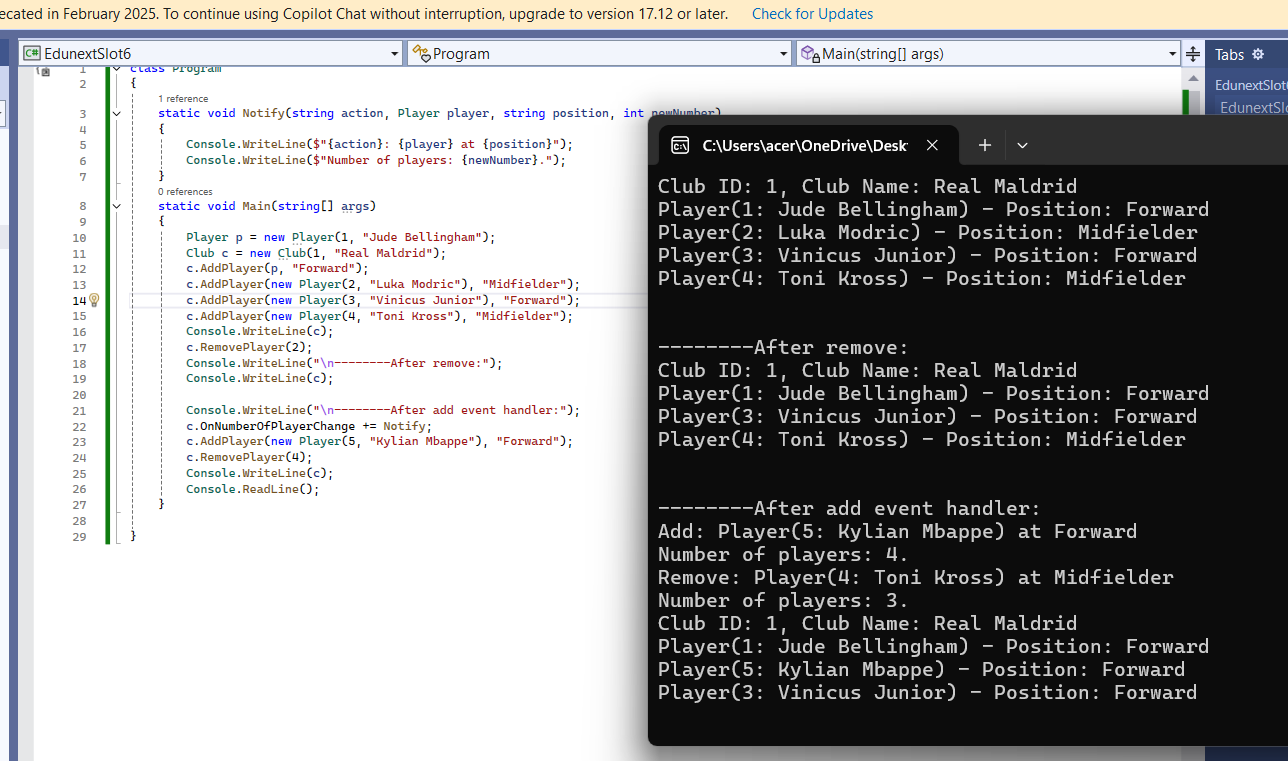 ecated in February 2025. To continue using Copilot Chat without interruption, upgrade to version 17.12 or later. Check for Updates
C# EdunextSlot6 Program Main(string[] args) Tabs
EdunextSlot
EdunextSl
1 class Program
2 {
1 reference
3 static void Notify(string action, Player player, string position, int newNumber)
4 {
5 Console.WriteLine($"{action}: {player} at {position}");
6 Console.WriteLine($"Number of players: {newNumber}.");
7 }
0 references
8 static void Main(string[] args)
9 {
10 Player p = new Player(1, "Jude Bellingham");
11 Club c = new Club(1, "Real Maldrid");
12 c.AddPlayer(p, "Forward");
13 c.AddPlayer(new Player(2, "Luka Modric"), "Midfielder");
14 c.AddPlayer(new Player(3, "Vinicus Junior"), "Forward");
15 c.AddPlayer(new Player(4, "Toni Kross"), "Midfielder");
16 Console.WriteLine(c);
17 c.RemovePlayer(2);
18 Console.WriteLine("\n--------After remove:");
19 Console.WriteLine(c);
20
21 Console.WriteLine("\n--------After add event handler:");
22 c.OnNumberOfPlayerChange += Notify;
23 c.AddPlayer(new Player(5, "Kylian Mbappe"), "Forward");
24 c.RemovePlayer(4);
25 Console.WriteLine(c);
26 Console.ReadLine();
27 }
28
29 }
C:\Users\acer\OneDrive\Desk
Club ID: 1, Club Name: Real Maldrid
Player(1: Jude Bellingham) - Position: Forward
Player(2: Luka Modric) - Position: Midfielder
Player(3: Vinicus Junior) - Position: Forward
Player(4: Toni Kross) - Position: Midfielder
--------After remove:
Club ID: 1, Club Name: Real Maldrid
Player(1: Jude Bellingham) - Position: Forward
Player(3: Vinicus Junior) - Position: Forward
Player(4: Toni Kross) - Position: Midfielder
--------After add event handler:
Add: Player(5: Kylian Mbappe) at Forward
Number of players: 4.
Remove: Player(4: Toni Kross) at Midfielder
Number of players: 3.
Club ID: 1, Club Name: Real Maldrid
Player(1: Jude Bellingham) - Position: Forward
Player(5: Kylian Mbappe) - Position: Forward
Player(3: Vinicus Junior) - Position: Forward